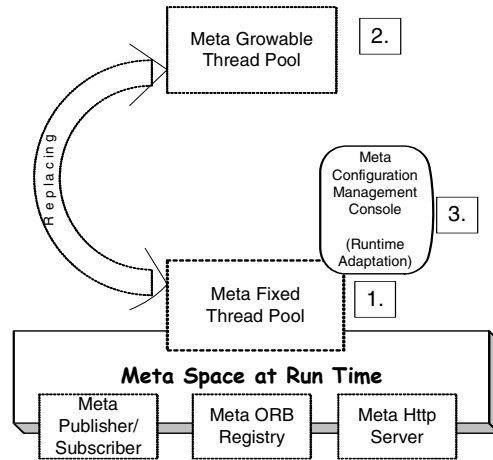 Meta Growable
Thread Pool
2.
Replacing
Meta
Configuration
Management
Console
(Runtime
Adaptation)
3.
Meta Fixed
Thread Pool
1.
Meta Space at Run Time
Meta
Publisher/
Subscriber
Meta ORB
Registry
Meta Http
Server